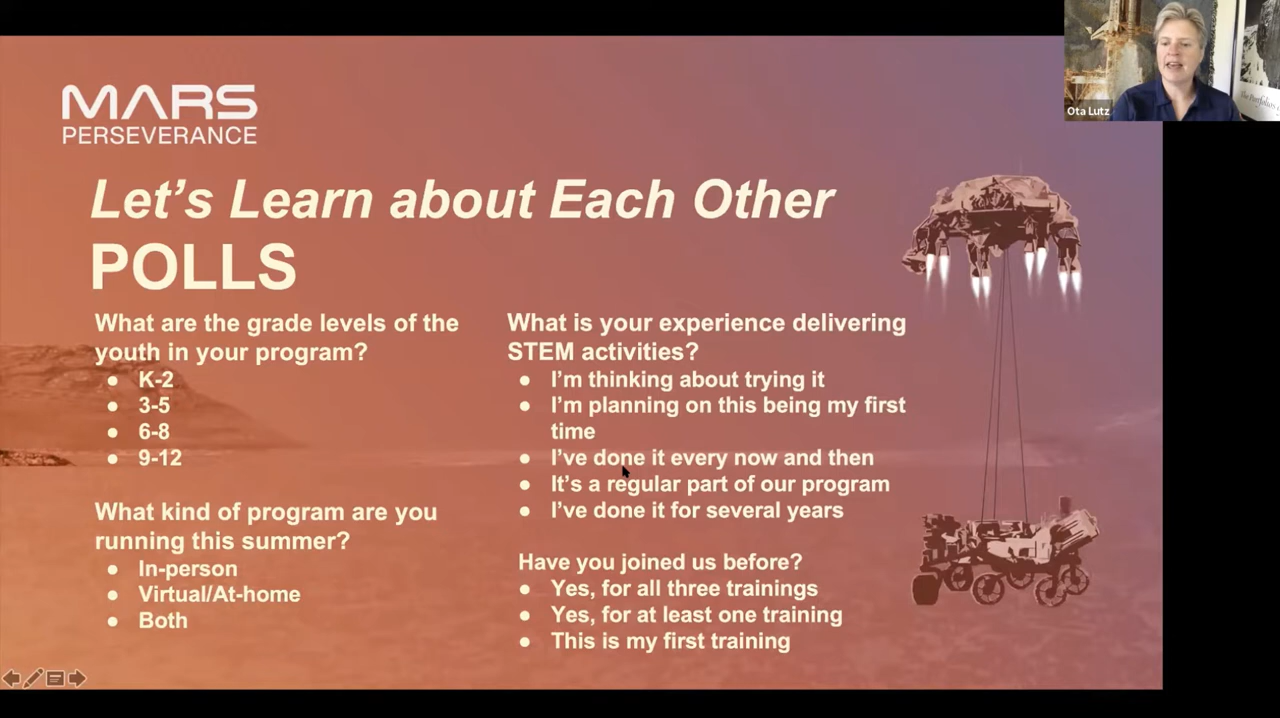 MARS
PERSEVERANCE
Let's Learn about Each Other
POLLS
What are the grade levels of the
youth in your program?
● K-2
● 3-5
● 6-8
● 9-12
What kind of program are you
running this summer?
● In-person
● Virtual/At-home
● Both
What is your experience delivering
STEM activities?
● I'm thinking about trying it
● I'm planning on this being my first
time
● I've done it every now and then
● It's a regular part of our program
● I've done it for several years
Have you joined us before?
● Yes, for all three trainings
● Yes, for at least one training
● This is my first training
Ota Lutz